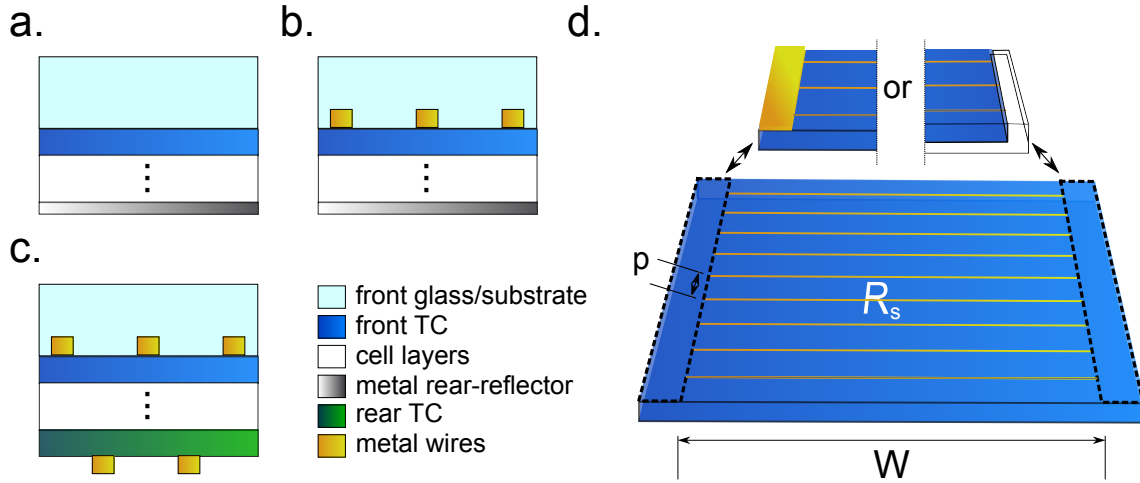 a.
b.
c.
front glass/substrate
front TC
cell layers
metal rear-reflector
rear TC
metal wires
d.
or
p
Rs
W